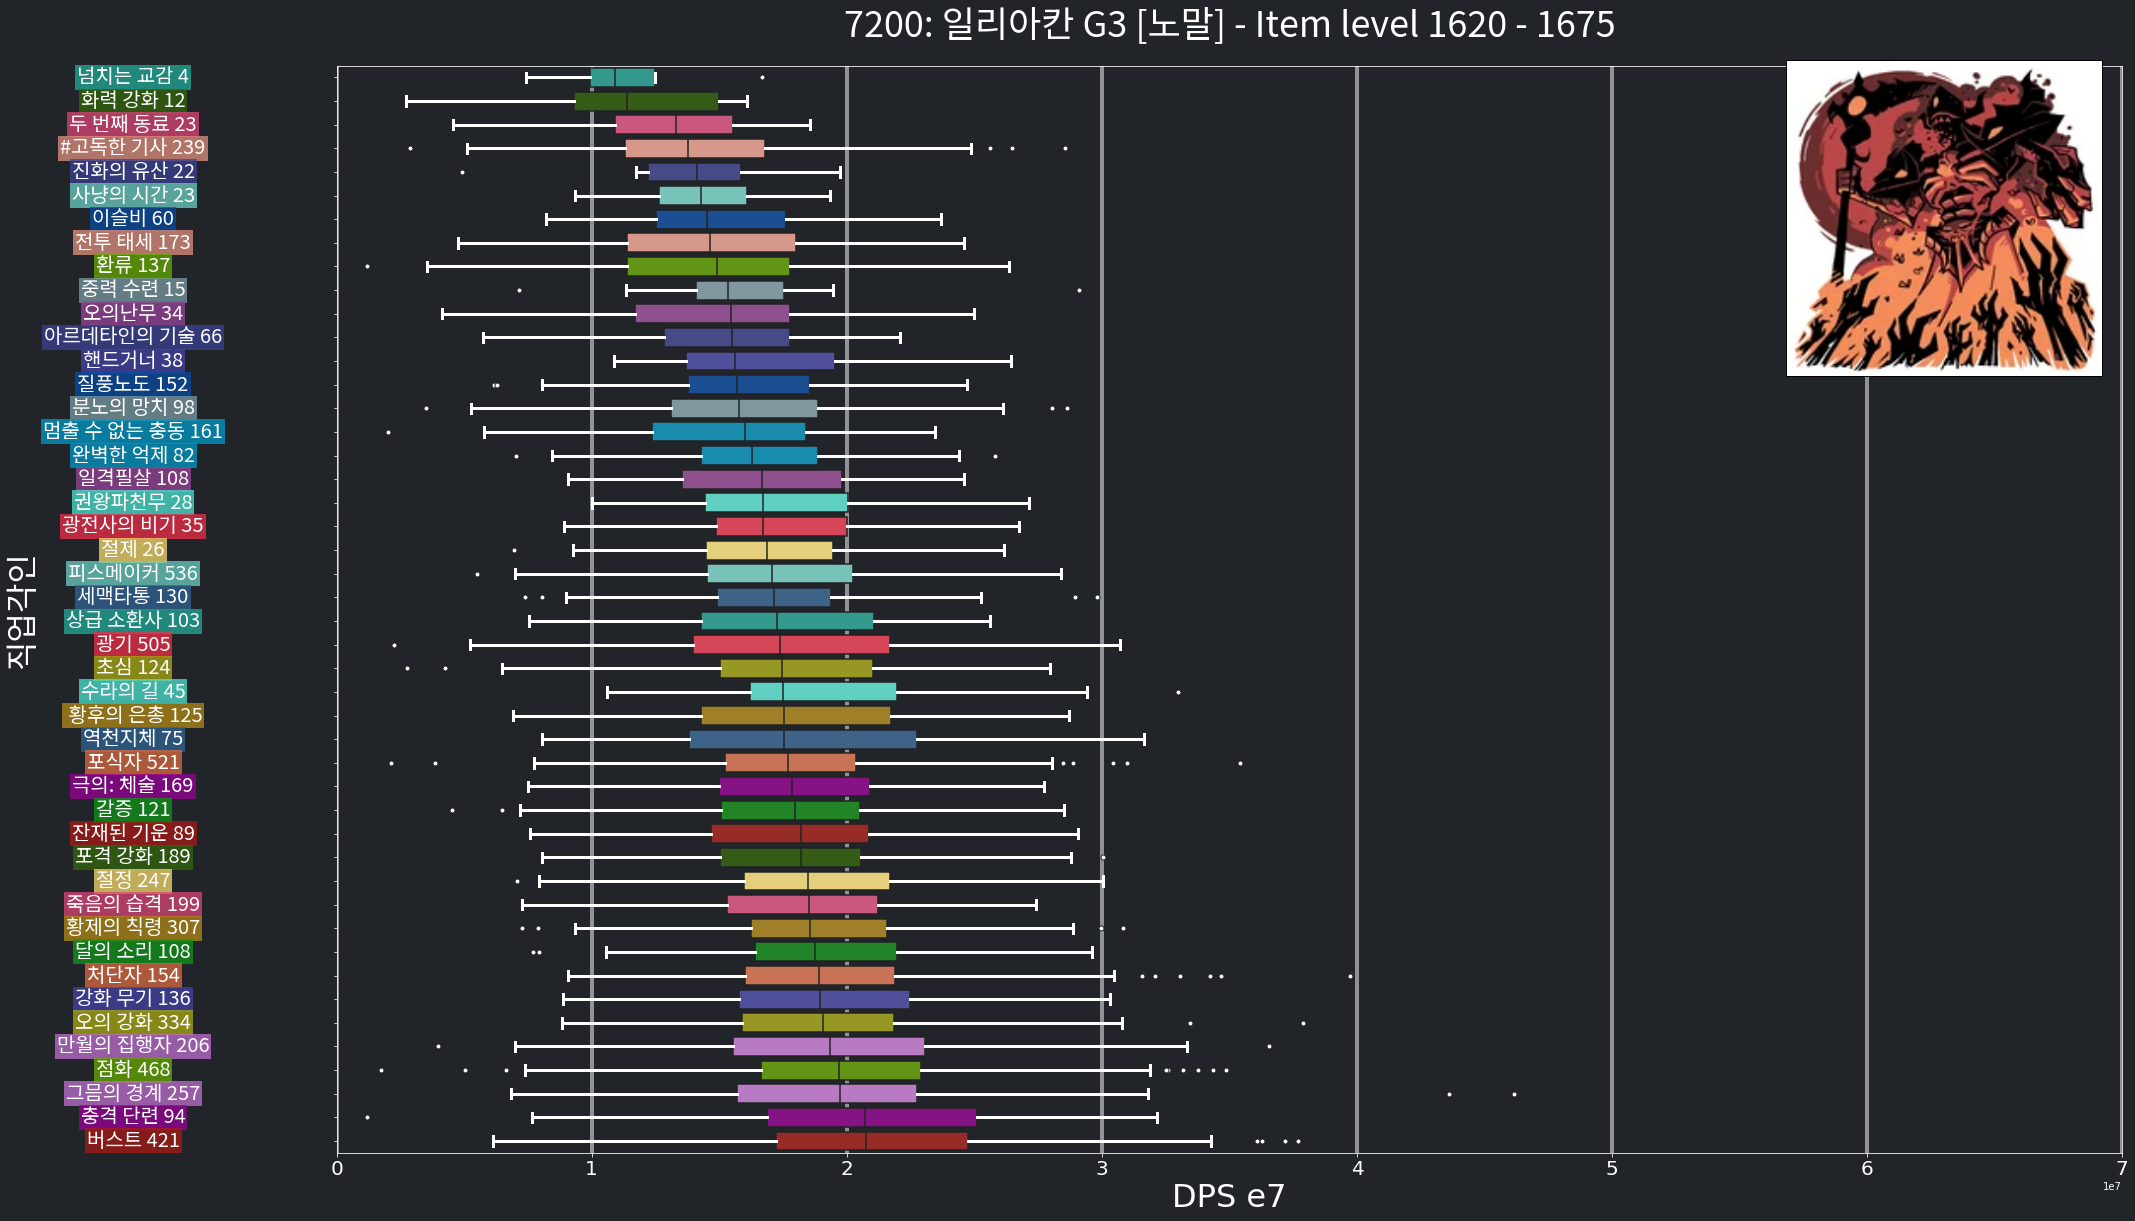 7200: 일리아칸 G3 [노말] - Item level 1620 - 1675
넘치는 교감 4
화력 강화 12
두 번째 동료 23
#고독한 기사 239
진화의 유산 22
사냥의 시간 23
이슬비 60
전투 태세 173
환류 137
중력 수련 15
오의난무 34
아르데타인의 기술 66
핸드거너 38
질풍노도 152
분노의 망치 98
멈출 수 없는 충동 161
완벽한 억제 82
일격필살 108
권왕파천무 28
광전사의 비기 35
절제 26
피스메이커 536
세맥타통 130
상급 소환사 103
광기 505
초심 124
수라의 길 45
황후의 은총 125
역천지체 75
포식자 521
극의: 체술 169
갈증 121
잔재된 기운 89
포격 강화 189
절정 247
죽음의 습격 199
황제의 칙령 307
달의 소리 108
처단자 154
강화 무기 136
오의 강화 334
만월의 집행자 206
점화 468
그믐의 경계 257
충격 단련 94
버스트 421
직업각인
0 1 2 3 4 5 6 7
1e7
DPS e7